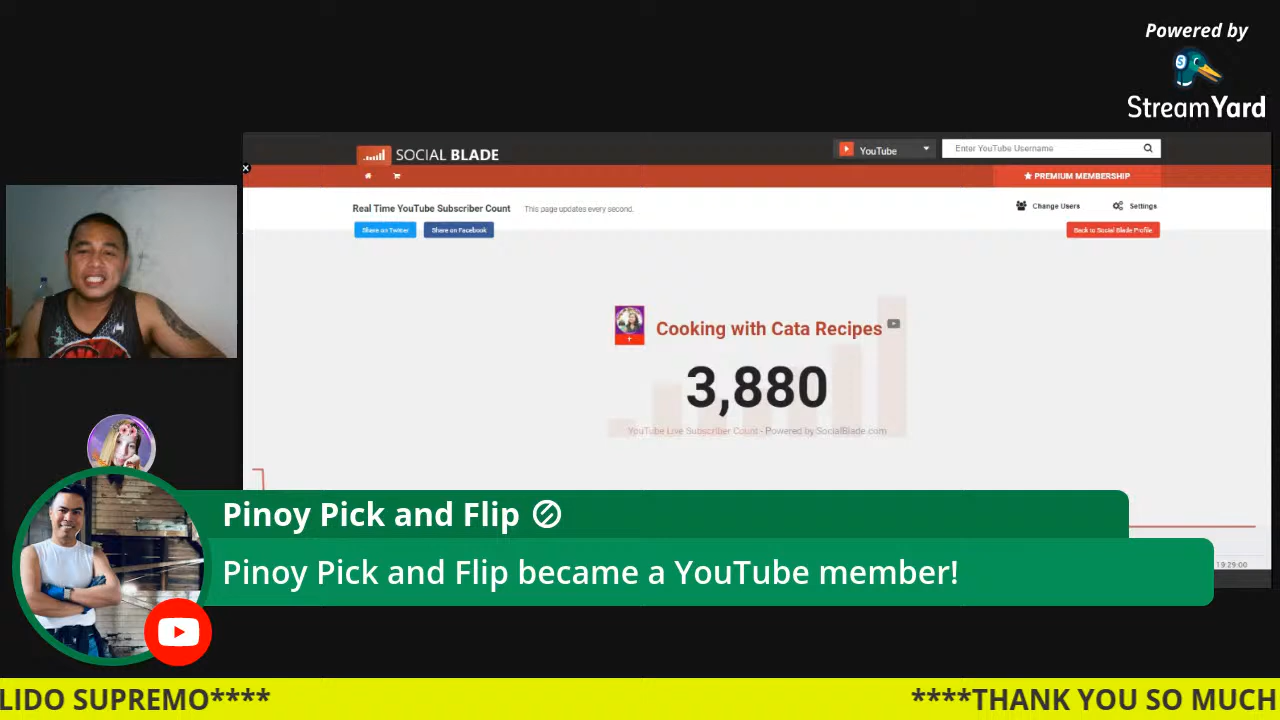 Powered by
StreamYard
SOCIAL BLADE
YouTube
Enter YouTube Username
PREMIUM MEMBERSHIP
Real Time YouTube Subscriber Count
This page updates every second.
Change Users
Settings
Share on Twitter
Share on Facebook
Back to Social Blade Profile
Cooking with Cata Recipes
3,880
YouTube Live Subscriber Count - Powered by SocialBlade.com
Pinoy Pick and Flip
Pinoy Pick and Flip became a YouTube member!
19:29:00
LIDO SUPREMO****
****THANK YOU SO MUCH